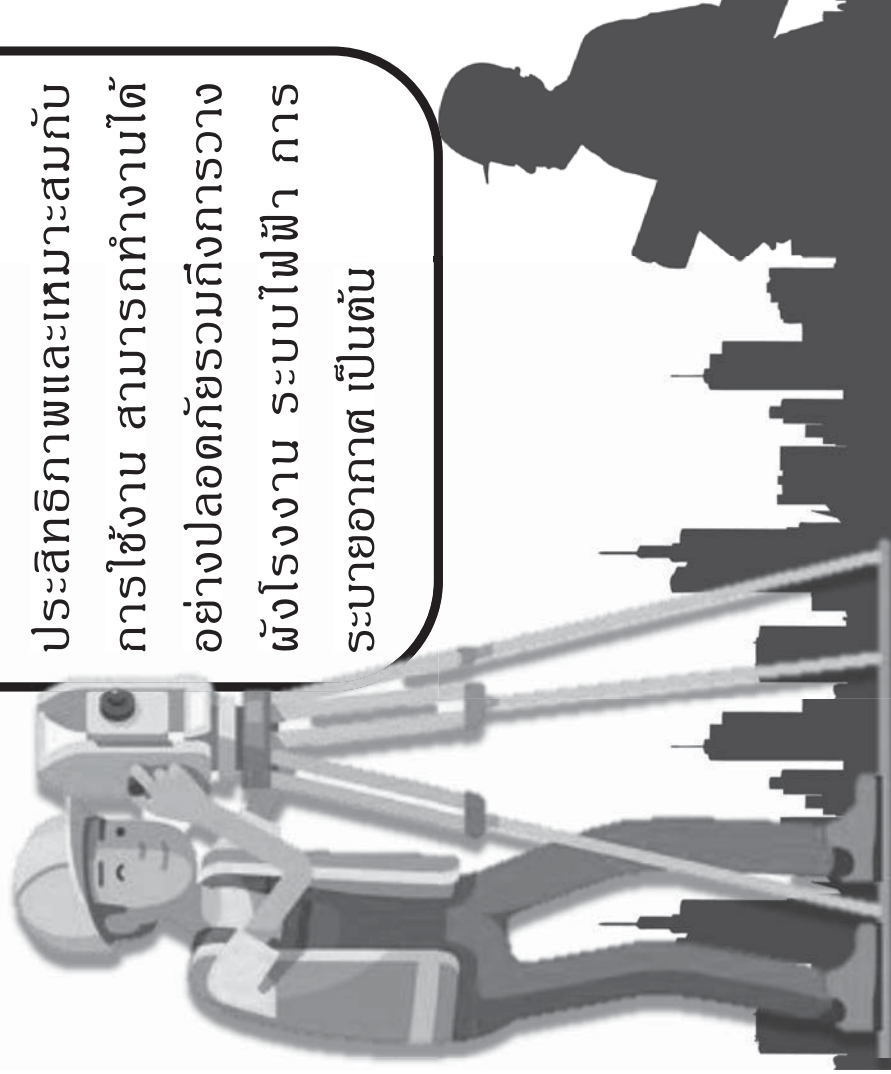 ประสิทธิภาพและเหมาะสมกับ
การใช้งาน สามารถทำงานได้
อย่างปลอดภัยรวมถึงการวาง
ผังโรงงาน ระบบไฟฟ้า การ
ระบายอากาศ เป็นต้น